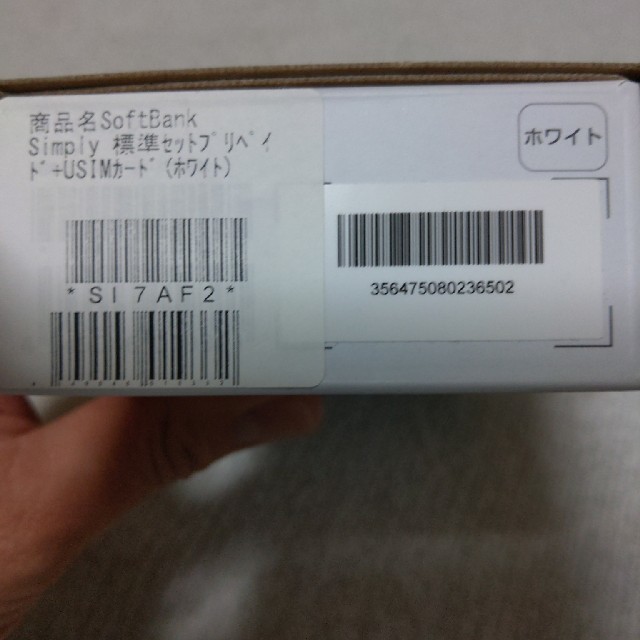 商品名SoftBank
Simply 標準セットプリペイ
ド+USIMカード(ホワイト)
*SI7AF2*
ホワイト
356475080236502